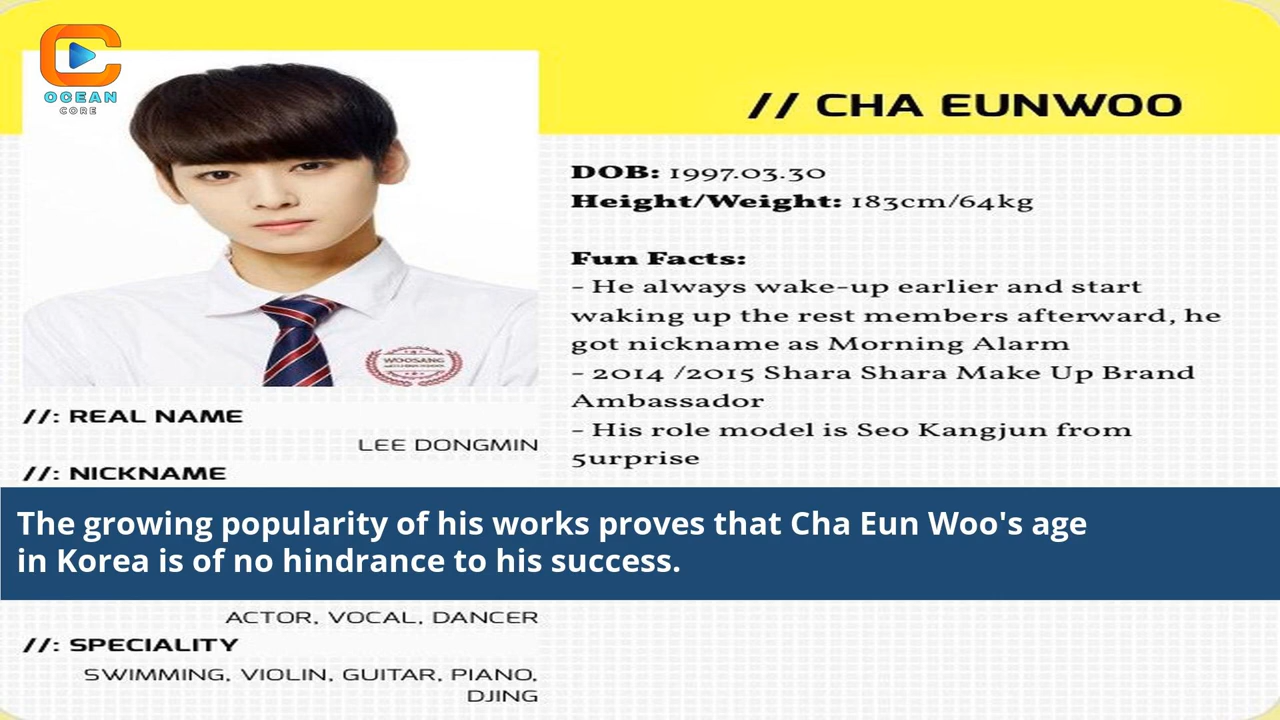 OCEAN
CORE
// CHA EUNWOO
DOB: 1997.03.30
Height/Weight: 183cm/64kg
Fun Facts:
- He always wake-up earlier and start
waking up the rest members afterward, he
got nickname as Morning Alarm
- 2014 /2015 Shara Shara Make Up Brand
Ambassador
- His role model is Seo Kangjun from
5urprise
WOOSANG
//: REAL NAME
LEE DONGMIN
//: NICKNAME
The growing popularity of his works proves that Cha Eun Woo's age
in Korea is of no hindrance to his success.
ACTOR, VOCAL, DANCER
//: SPECIALITY
SWIMMING, VIOLIN, GUITAR, PIANO,
DJING